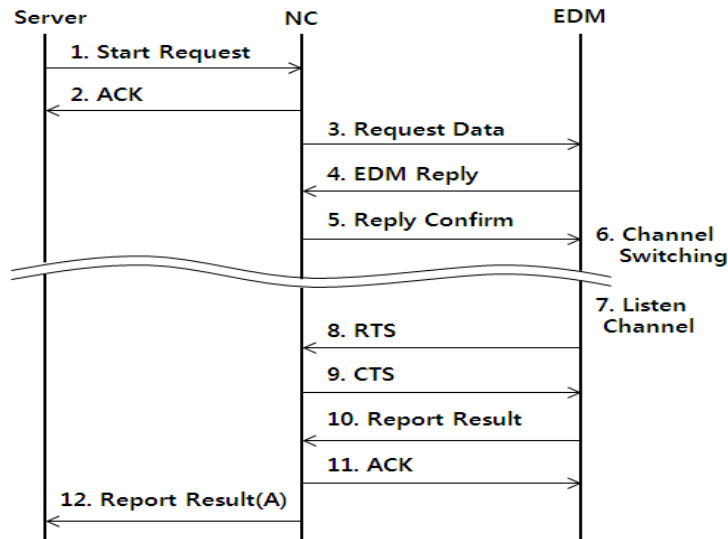 Server
NC
EDM
1. Start Request
2. ACK
3. Request Data
4. EDM Reply
5. Reply Confirm
6. Channel
Switching
7. Listen
Channel
8. RTS
9. CTS
10. Report Result
11. ACK
12. Report Result(A)